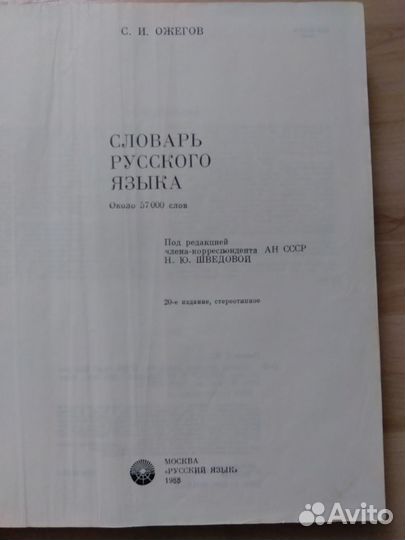 С. И. ОЖЕГОВ
СЛОВАРЬ
РУССКОГО
ЯЗЫКА
Около 57 000 слов
Под редакцией
члена-корреспондента АН СССР
Н. Ю. ШВЕДОВОЙ
20-е издание, стереотипное
МОСКВА
«РУССКИЙ ЯЗЫК»
1988
Avito